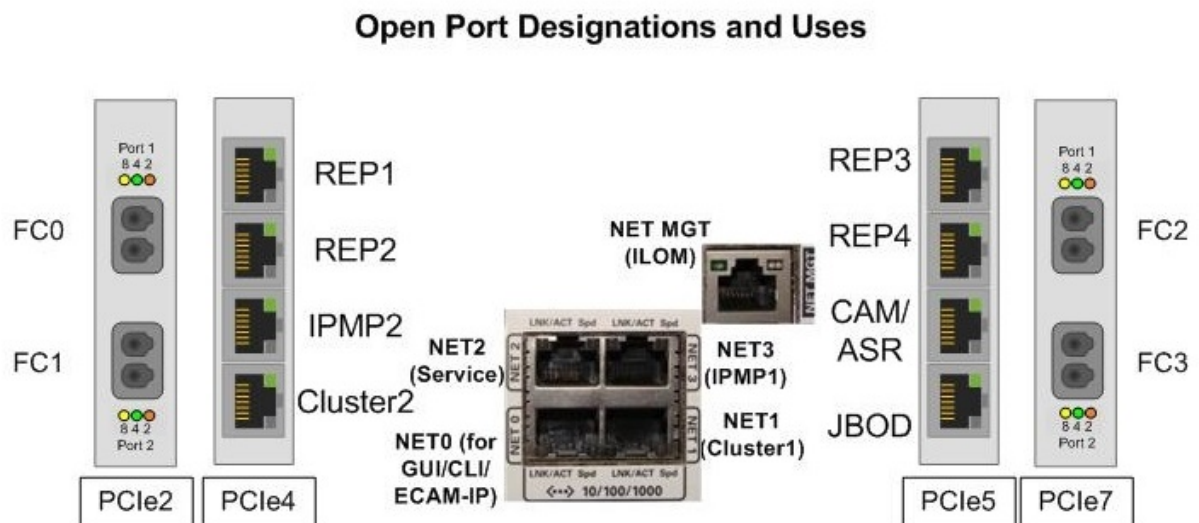 Open Port Designations and Uses
Port 1
8 4 2
FC0
FC1
8 4 2
Port 2
PCIe2
REP1
REP2
IPMP2
Cluster2
PCIe4
NET MGT
(ILOM)
NET MGT
LNK/ACT Spd LNK/ACT Spd
NET2
(Service)
NET 2
NET 3
NET3
(IPMP1)
NET0 (for
GUI/CLI/
ECAM-IP)
NET 0
NET 1
NET1
(Cluster1)
LNK/ACT Spd LNK/ACT Spd
<··> 10/100/1000
REP3
REP4
CAM/
ASR
JBOD
PCIe5
Port 1
8 4 2
FC2
FC3
8 4 2
Port 2
PCIe7